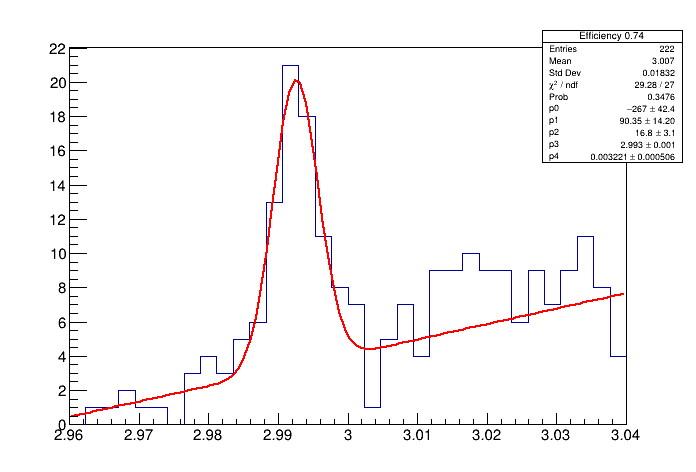 Efficiency 0.74
Entries 222
Mean 3.007
Std Dev 0.01832
χ² / ndf 29.28 / 27
Prob 0.3476
p0 −267 ± 42.4
p1 90.35 ± 14.20
p2 16.8 ± 3.1
p3 2.993 ± 0.001
p4 0.003221 ± 0.000506
22
20
18
16
14
12
10
8
6
4
2
0
2.96 2.97 2.98 2.99 3 3.01 3.02 3.03 3.04